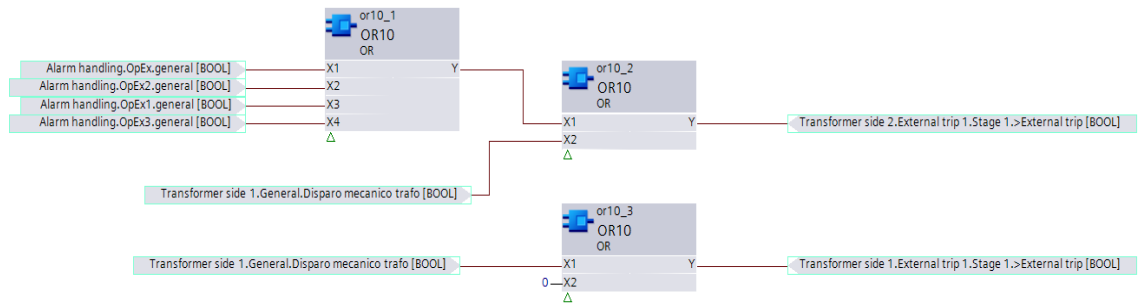 or10_1
OR10
OR
Alarm handling.OpEx.general [BOOL]
X1
Y
Alarm handling.OpEx2.general [BOOL]
X2
Alarm handling.OpEx1.general [BOOL]
X3
Alarm handling.OpEx3.general [BOOL]
X4
or10_2
OR10
OR
X1
Y
Transformer side 2.External trip 1.Stage 1.>External trip [BOOL]
X2
Transformer side 1.General.Disparo mecanico trafo [BOOL]
or10_3
OR10
OR
Transformer side 1.General.Disparo mecanico trafo [BOOL]
X1
Y
Transformer side 1.External trip 1.Stage 1.>External trip [BOOL]
0
X2